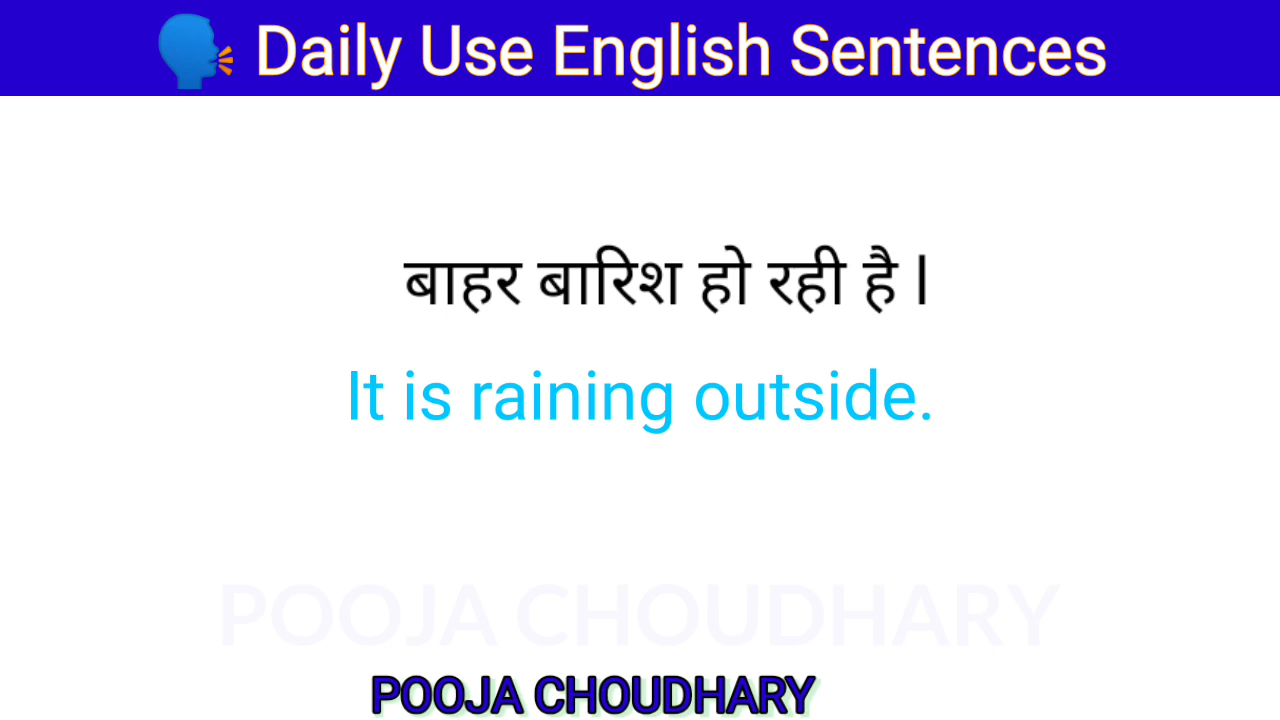 🗣 Daily Use English Sentences
बाहर बारिश हो रही है l
It is raining outside.
POOJA CHOUDHARY
POOJA CHOUDHARY